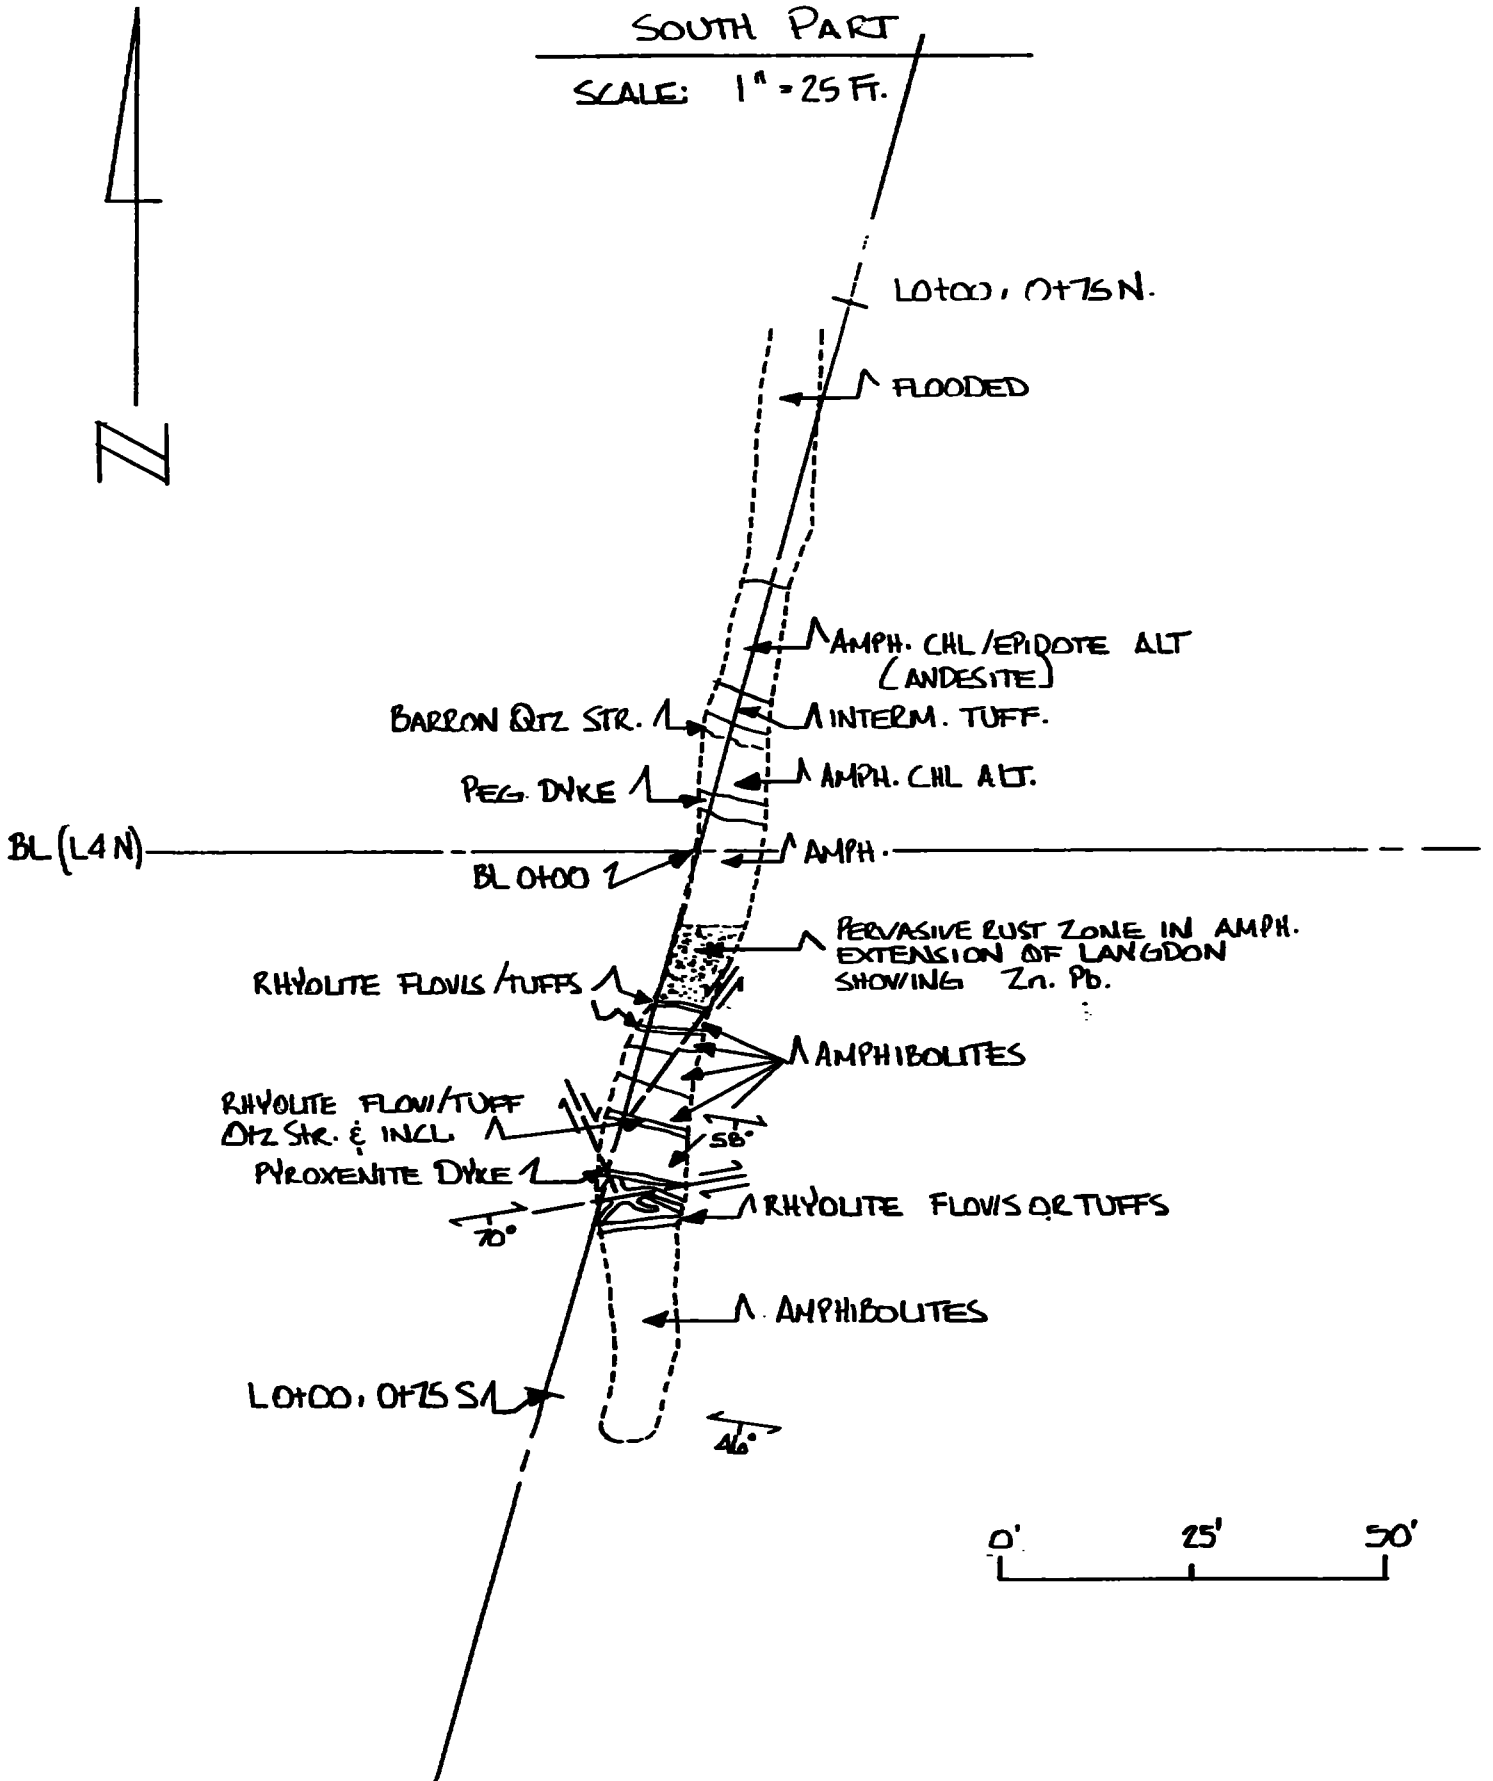 SOUTH PART
SCALE: 1" = 25 FT.
L0+00, 0+75 N.
FLOODED
N
AMPH. CHL/EPIDOTE ALT
(ANDESITE)
BARRON QTZ STR.
INTERM. TUFF.
PEG. DYKE
AMPH. CHL ALT.
BL (L4N)
AMPH.
BL 0+00
PERVASIVE RUST ZONE IN AMPH.
EXTENSION OF LANGDON
SHOWING Zn. Pb.
RHYOLITE FLOWS/TUFFS
AMPHIBOLITES
RHYOLITE FLOW/TUFF
QTZ STR. & INCL.
58°
PYROXENITE DYKE
RHYOLITE FLOWS OR TUFFS
70°
AMPHIBOLITES
L0+00, 0+75 S
46°
0' 25' 50'